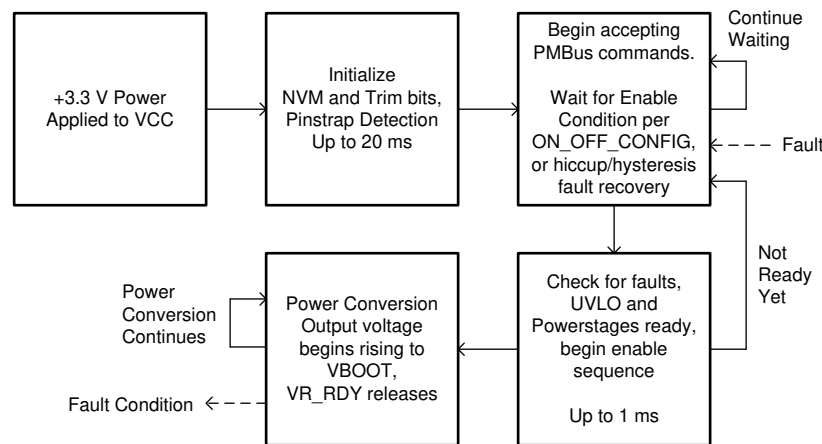 +3.3 V Power
Applied to VCC
Initialize
NVM and Trim bits,
Pinstrap Detection
Up to 20 ms
Begin accepting
PMBus commands.
Wait for Enable
Condition per
ON_OFF_CONFIG,
or hiccup/hysteresis
fault recovery
Continue
Waiting
Fault
Not
Ready
Yet
Check for faults,
UVLO and
Powerstages ready,
begin enable
sequence
Up to 1 ms
Power Conversion
Output voltage
begins rising to
VBOOT,
VR_RDY releases
Power
Conversion
Continues
Fault Condition